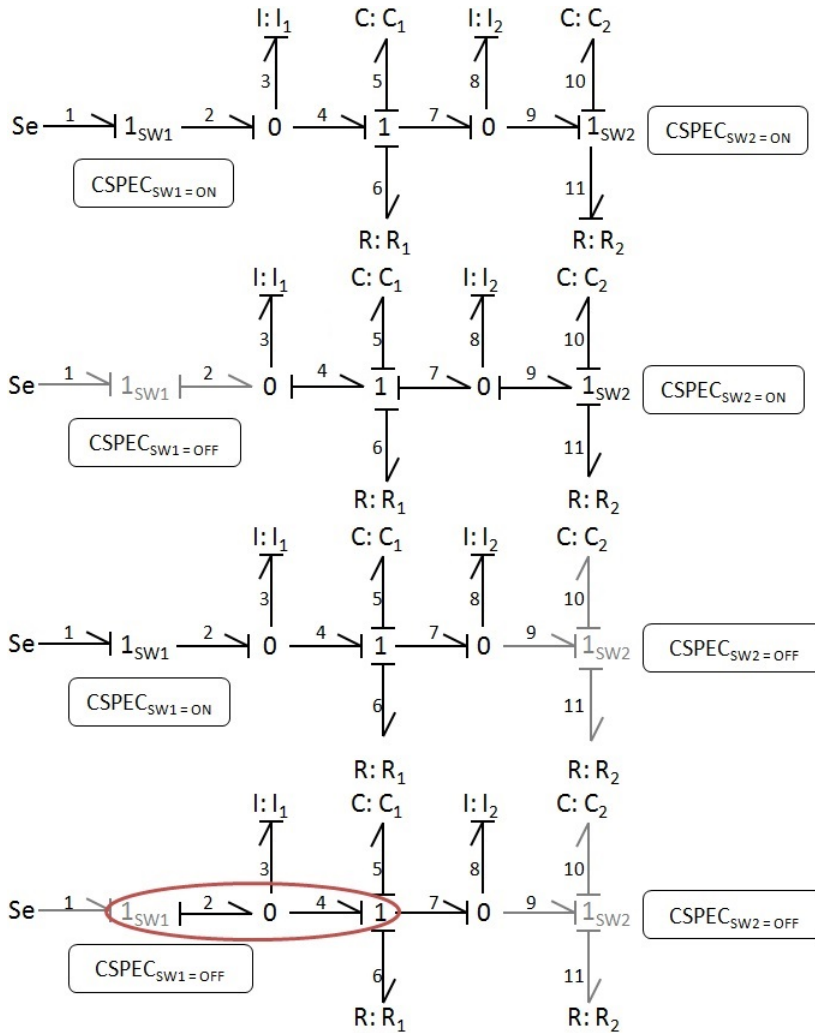 I: I₁ C: C₁ I: I₂ C: C₂
3 5 8 10
1 2 4 7 9
Se 1SW1 0 1 0 1SW2 CSPECSW2 = ON
CSPECSW1 = ON
6 11
R: R₁ R: R₂
I: I₁ C: C₁ I: I₂ C: C₂
3 5 8 10
1 2 4 7 9
Se 1SW1 0 1 0 1SW2 CSPECSW2 = ON
CSPECSW1 = OFF
6 11
R: R₁ R: R₂
I: I₁ C: C₁ I: I₂ C: C₂
3 5 8 10
1 2 4 7 9
Se 1SW1 0 1 0 1SW2 CSPECSW2 = OFF
CSPECSW1 = ON
6 11
R: R₁ R: R₂
I: I₁ C: C₁ I: I₂ C: C₂
3 5 8 10
1 2 4 7 9
Se 1SW1 0 1 0 1SW2 CSPECSW2 = OFF
CSPECSW1 = OFF
6 11
R: R₁ R: R₂